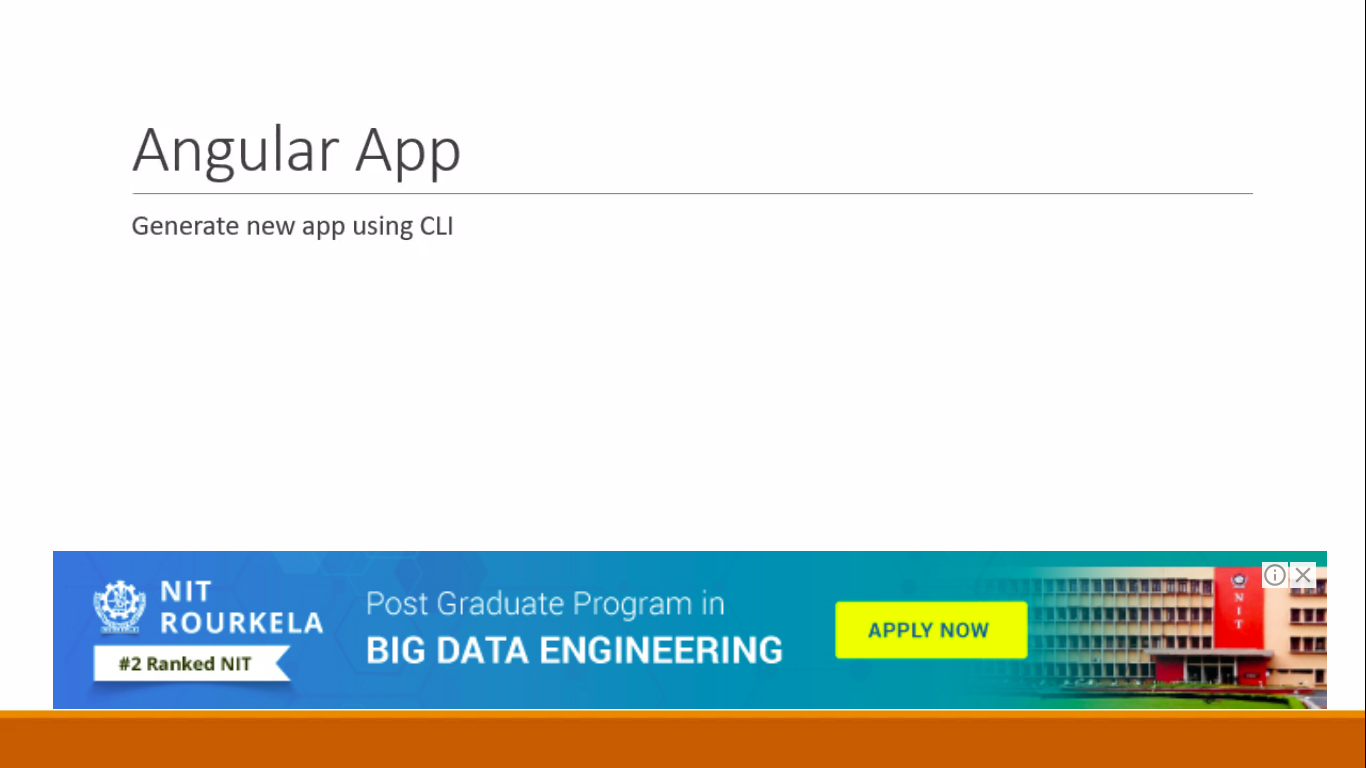 Angular App
Generate new app using CLI
NIT
ROURKELA
#2 Ranked NIT
Post Graduate Program in
BIG DATA ENGINEERING
APPLY NOW
N
I
T